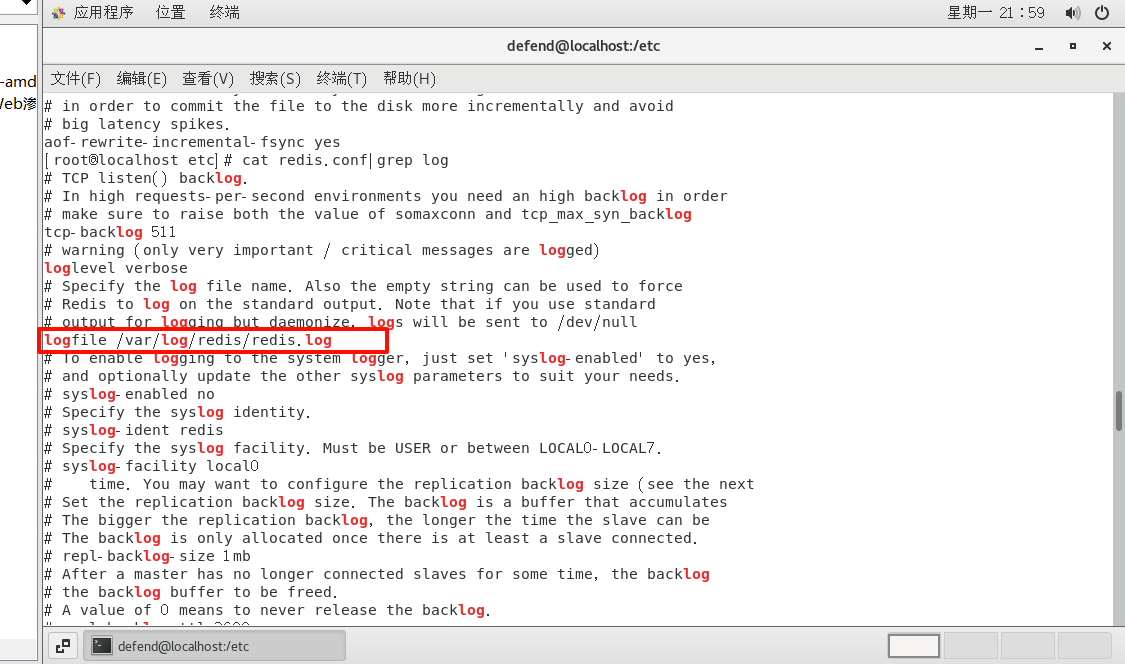 应用程序 位置 终端 星期一 21:59
-amd
Web渗
defend@localhost:/etc
文件(F) 编辑(E) 查看(V) 搜索(S) 终端(T) 帮助(H)
# in order to commit the file to the disk more incrementally and avoid
# big latency spikes.
aof-rewrite-incremental-fsync yes
[root@localhost etc]# cat redis.conf|grep log
# TCP listen() backlog.
# In high requests-per-second environments you need an high backlog in order
# make sure to raise both the value of somaxconn and tcp_max_syn_backlog
tcp-backlog 511
# warning (only very important / critical messages are logged)
loglevel verbose
# Specify the log file name. Also the empty string can be used to force
# Redis to log on the standard output. Note that if you use standard
# output for logging but daemonize, logs will be sent to /dev/null
logfile /var/log/redis/redis.log
# To enable logging to the system logger, just set 'syslog-enabled' to yes,
# and optionally update the other syslog parameters to suit your needs.
# syslog-enabled no
# Specify the syslog identity.
# syslog-ident redis
# Specify the syslog facility. Must be USER or between LOCAL0-LOCAL7.
# syslog-facility local0
#    time. You may want to configure the replication backlog size (see the next
# Set the replication backlog size. The backlog is a buffer that accumulates
# The bigger the replication backlog, the longer the time the slave can be
# The backlog is only allocated once there is at least a slave connected.
# repl-backlog-size 1mb
# After a master has no longer connected slaves for some time, the backlog
# the backlog buffer to be freed.
# A value of 0 means to never release the backlog.
defend@localhost:/etc